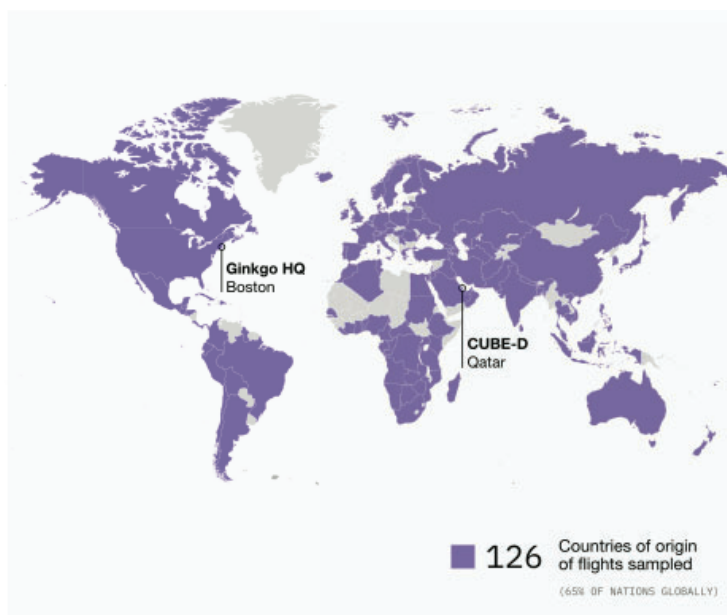 Ginkgo HQ
Boston
CUBE-D
Qatar
126
Countries of origin
of flights sampled
(65% OF NATIONS GLOBALLY)